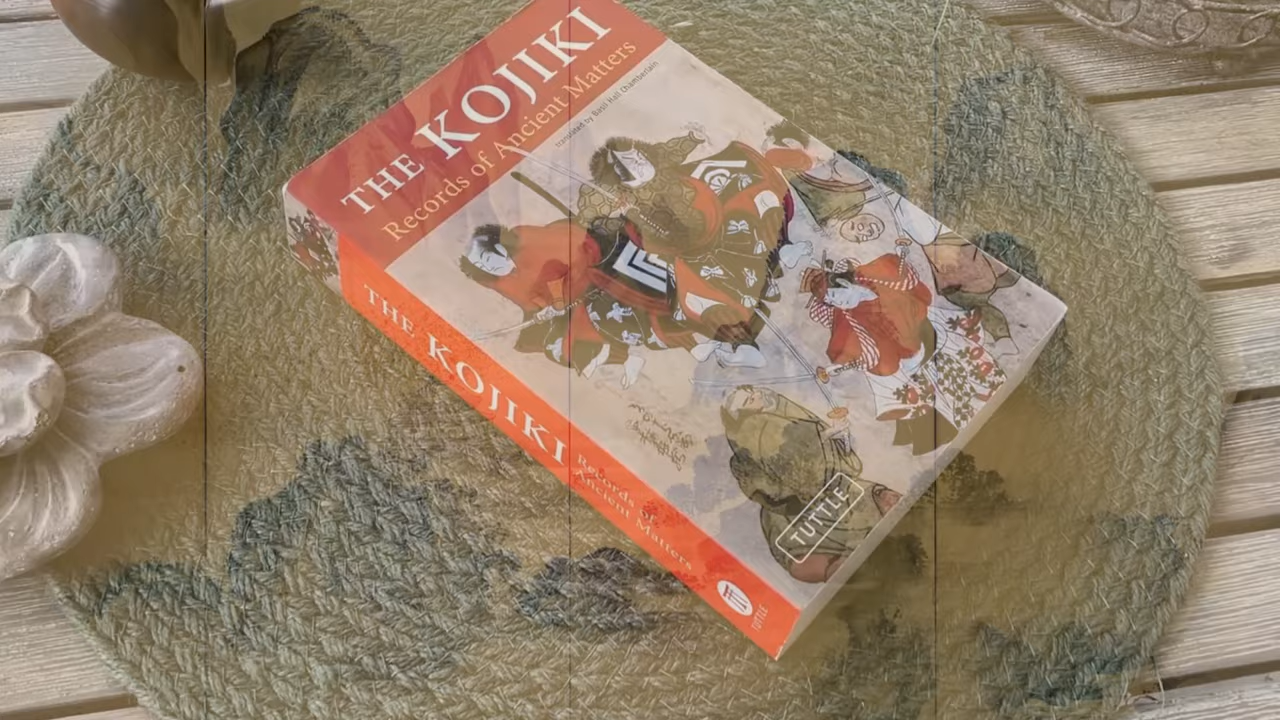 THE KOJIKI
Records of Ancient Matters
translated by Basil Hall Chamberlain
TUTTLE
THE KOJIKI
Records of
Ancient Matters
TUTTLE